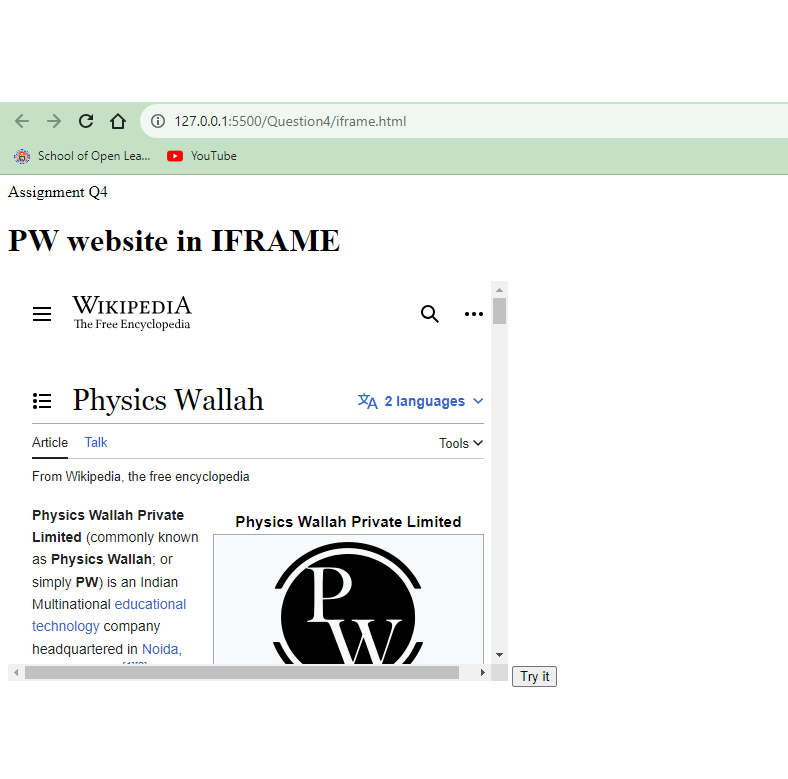 127.0.0.1:5500/Question4/iframe.html
School of Open Lea... YouTube
Assignment Q4
PW website in IFRAME
WIKIPEDIA
The Free Encyclopedia
Physics Wallah 2 languages
Article Talk Tools
From Wikipedia, the free encyclopedia
Physics Wallah Private
Limited (commonly known
as Physics Wallah; or
simply PW) is an Indian
Multinational educational
technology company
headquartered in Noida,
Physics Wallah Private Limited
PW
Try it